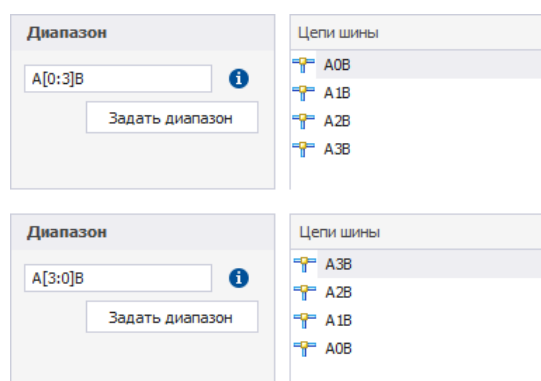 Диапазон
A[0:3]B
Задать диапазон
Цепи шины
A0B
A1B
A2B
A3B
Диапазон
A[3:0]B
Задать диапазон
Цепи шины
A3B
A2B
A1B
A0B